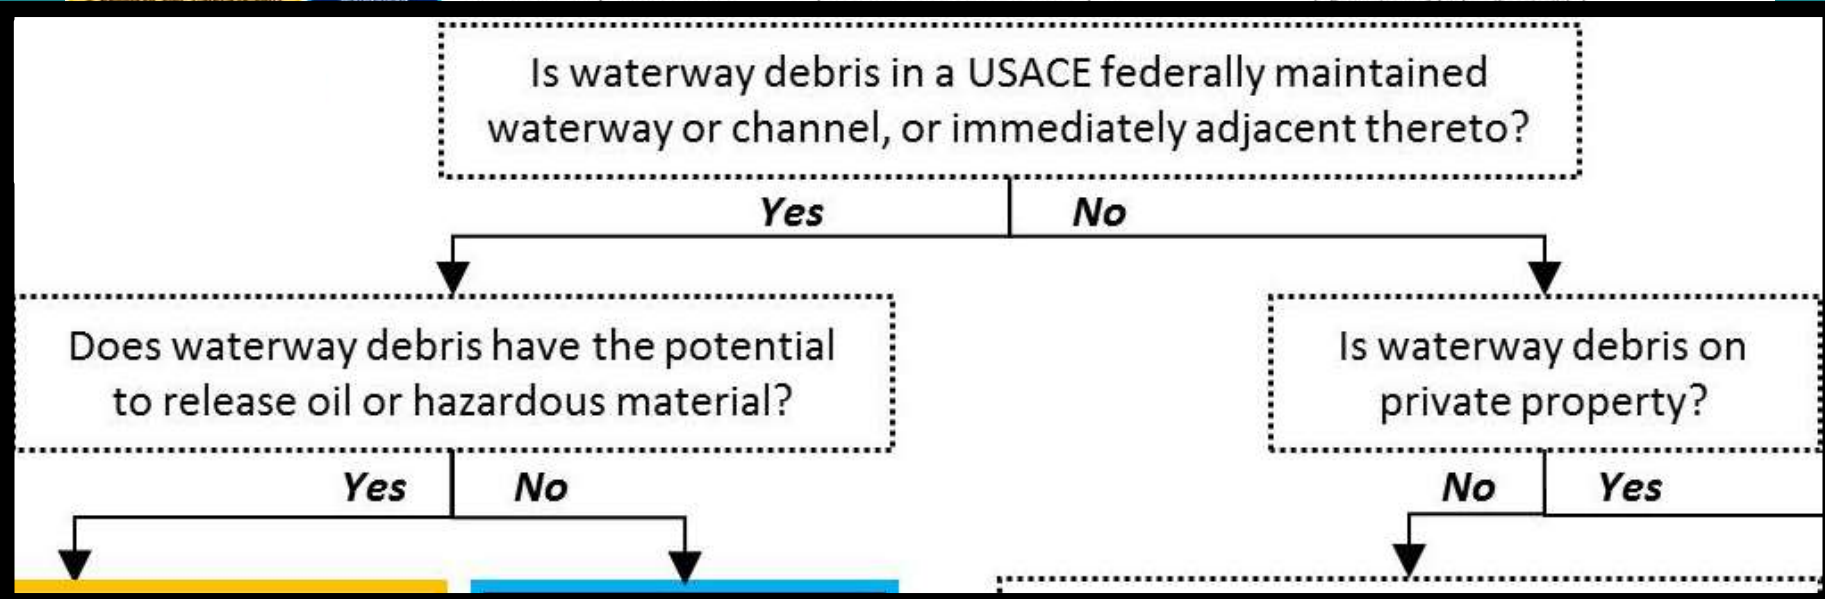 Is waterway debris in a USACE federally maintained
waterway or channel, or immediately adjacent thereto?
Yes
No
Does waterway debris have the potential
to release oil or hazardous material?
Is waterway debris on
private property?
Yes
No
No
Yes